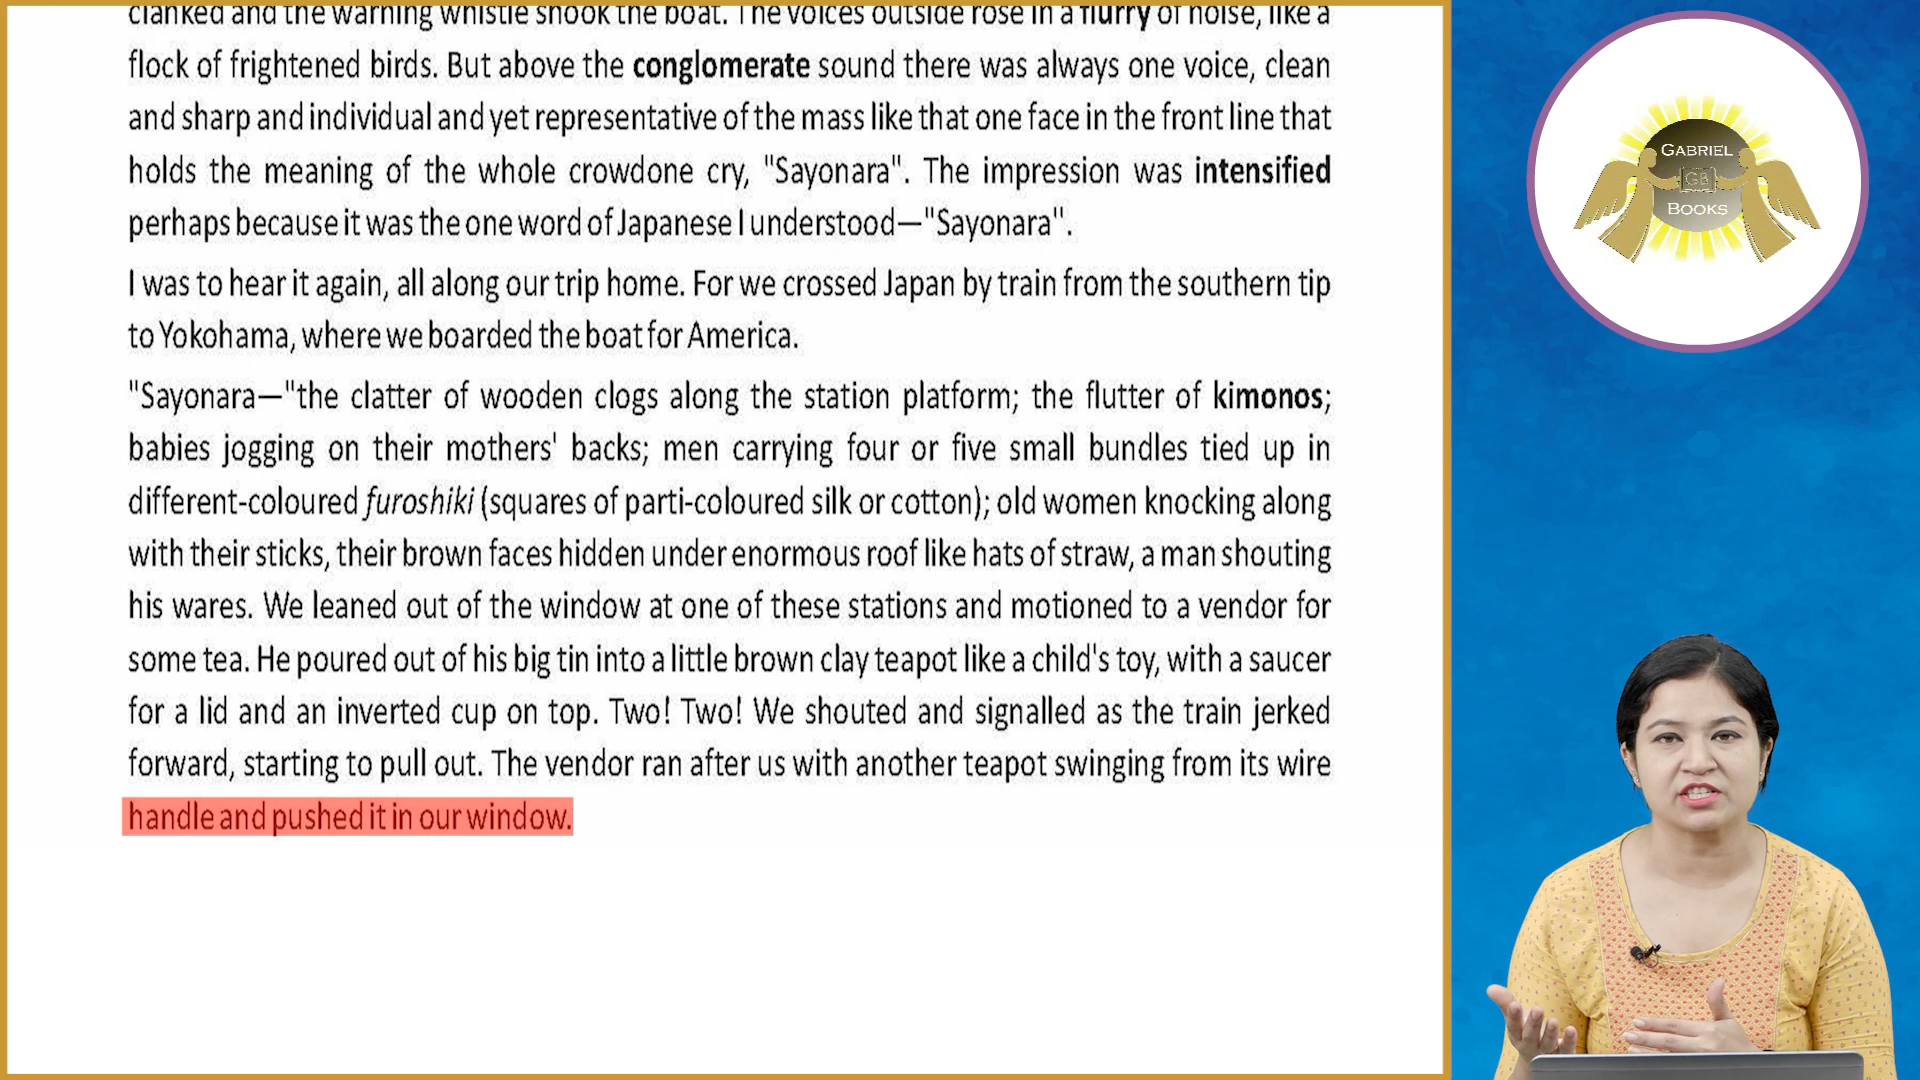 clanked and the warning whistle shook the boat. The voices outside rose in a flurry of noise, like a
flock of frightened birds. But above the conglomerate sound there was always one voice, clean
and sharp and individual and yet representative of the mass like that one face in the front line that
holds the meaning of the whole crowdone cry, "Sayonara". The impression was intensified
perhaps because it was the one word of Japanese I understood—"Sayonara".
I was to hear it again, all along our trip home. For we crossed Japan by train from the southern tip
to Yokohama, where we boarded the boat for America.
"Sayonara—"the clatter of wooden clogs along the station platform; the flutter of kimonos;
babies jogging on their mothers' backs; men carrying four or five small bundles tied up in
different-coloured furoshiki (squares of parti-coloured silk or cotton); old women knocking along
with their sticks, their brown faces hidden under enormous roof like hats of straw, a man shouting
his wares. We leaned out of the window at one of these stations and motioned to a vendor for
some tea. He poured out of his big tin into a little brown clay teapot like a child's toy, with a saucer
for a lid and an inverted cup on top. Two! Two! We shouted and signalled as the train jerked
forward, starting to pull out. The vendor ran after us with another teapot swinging from its wire
handle and pushed it in our window.
GABRIEL
GB
BOOKS